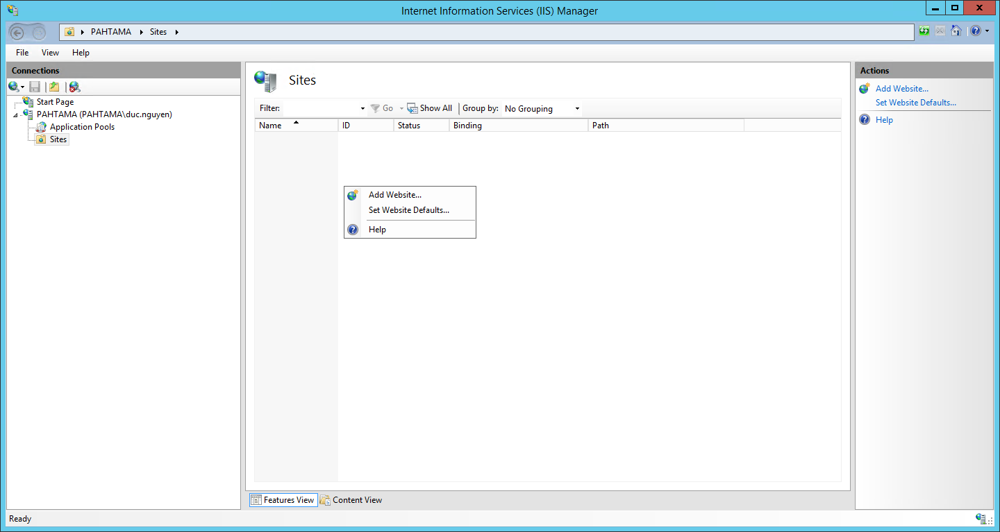 Internet Information Services (IIS) Manager
PAHTAMA Sites
File View Help
Connections
Start Page
PAHTAMA (PAHTAMA\duc.nguyen)
Application Pools
Sites
Sites
Filter: Go Show All Group by: No Grouping
Name ID Status Binding Path
Add Website...
Set Website Defaults...
Help
Features View Content View
Actions
Add Website...
Set Website Defaults...
Help
Ready